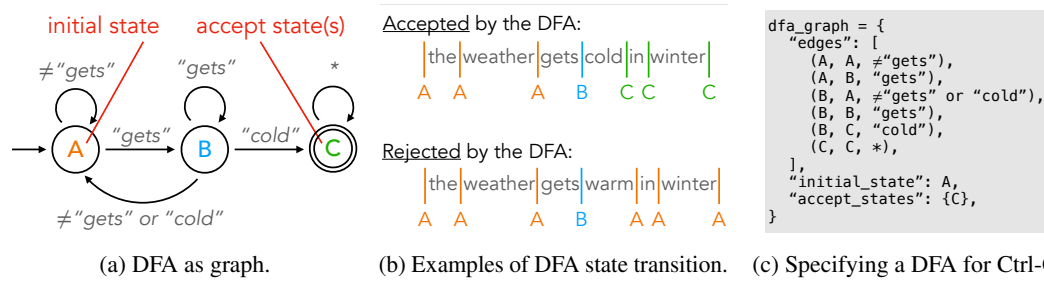 initial state
accept state(s)
≠“gets”
“gets”
*
A
“gets”
B
“cold”
C
≠“gets” or “cold”
(a) DFA as graph.
Accepted by the DFA:
the weather gets cold in winter
A A A B C C C
Rejected by the DFA:
the weather gets warm in winter
A A A B A A A
(b) Examples of DFA state transition.
dfa_graph = {
“edges”: [
(A, A, ≠“gets”),
(A, B, “gets”),
(B, A, ≠“gets” or “cold”),
(B, B, “gets”),
(B, C, “cold”),
(C, C, *),
],
“initial_state”: A,
“accept_states”: {C},
}
(c) Specifying a DFA for Ctrl-